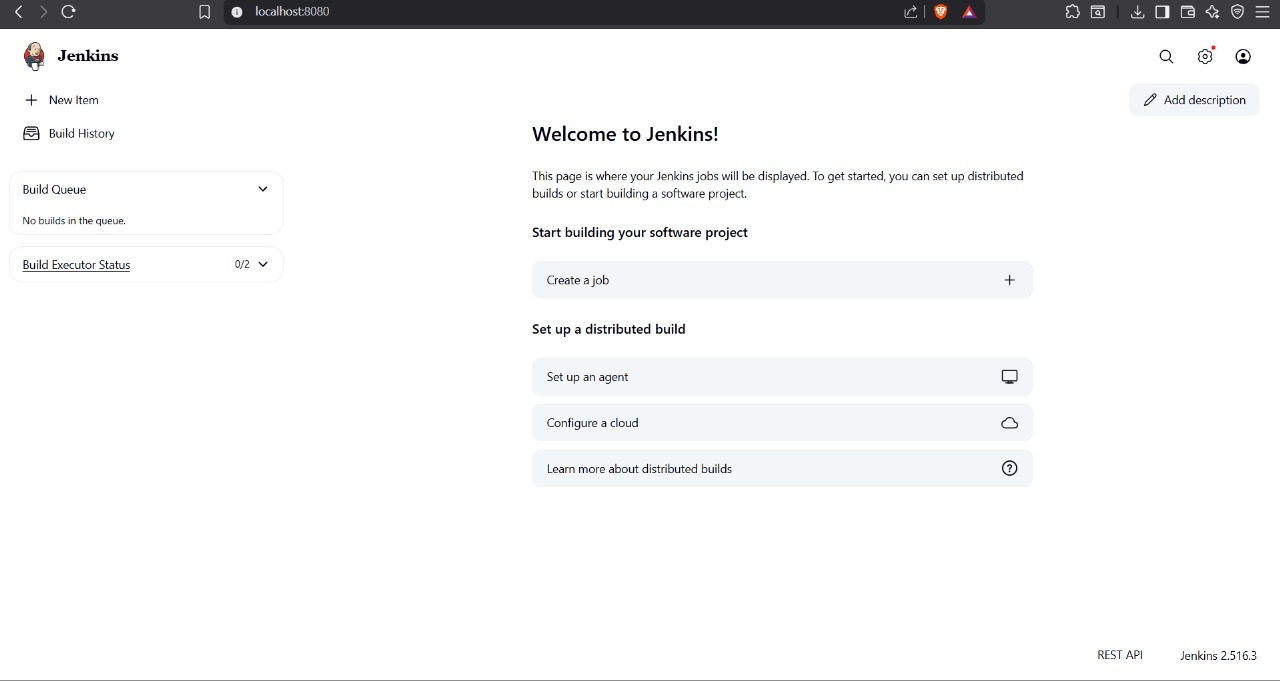 localhost:8080
Jenkins
New Item
Build History
Add description
Build Queue
No builds in the queue.
Build Executor Status 0/2
Welcome to Jenkins!
This page is where your Jenkins jobs will be displayed. To get started, you can set up distributed
builds or start building a software project.
Start building your software project
Create a job
Set up a distributed build
Set up an agent
Configure a cloud
Learn more about distributed builds
REST API Jenkins 2.516.3